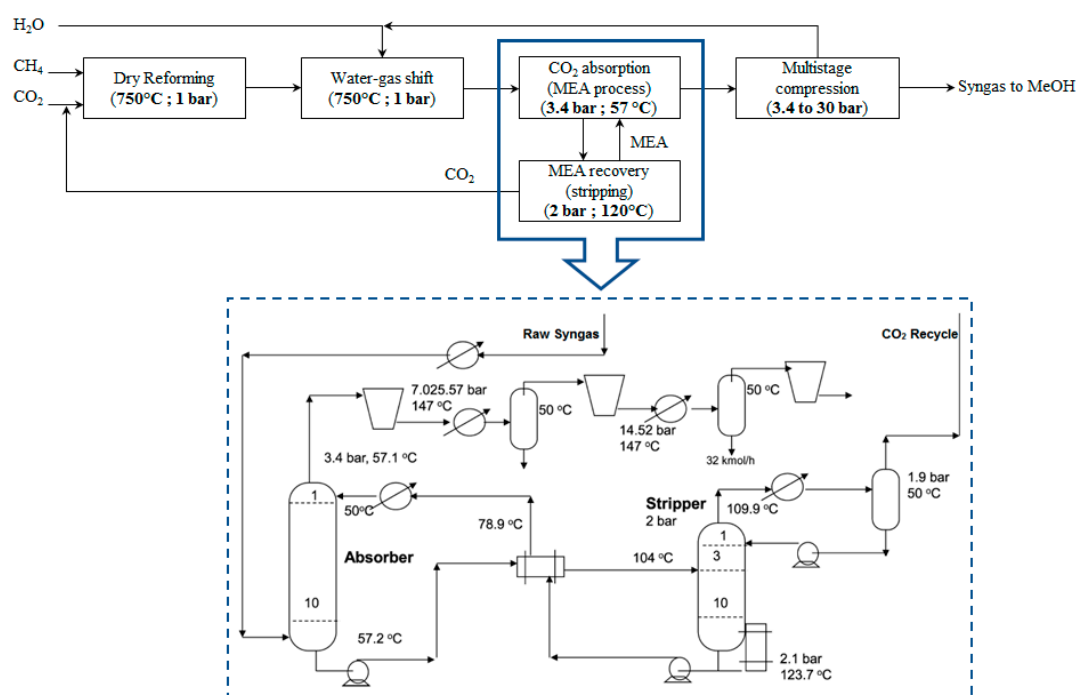 H₂O
CH₄
CO₂
Dry Reforming
(750°C ; 1 bar)
Water-gas shift
(750°C ; 1 bar)
CO₂ absorption
(MEA process)
(3.4 bar ; 57 °C)
Multistage
compression
(3.4 to 30 bar)
Syngas to MeOH
MEA
CO₂
MEA recovery
(stripping)
(2 bar ; 120°C)
Raw Syngas
CO₂ Recycle
7.025.57 bar
147 °C
50 °C
50 °C
14.52 bar
147 °C
32 kmol/h
3.4 bar, 57.1 °C
1.9 bar
50 °C
1
50°C
Stripper
2 bar
109.9 °C
78.9 °C
Absorber
104 °C
1
3
10
10
57.2 °C
2.1 bar
123.7 °C